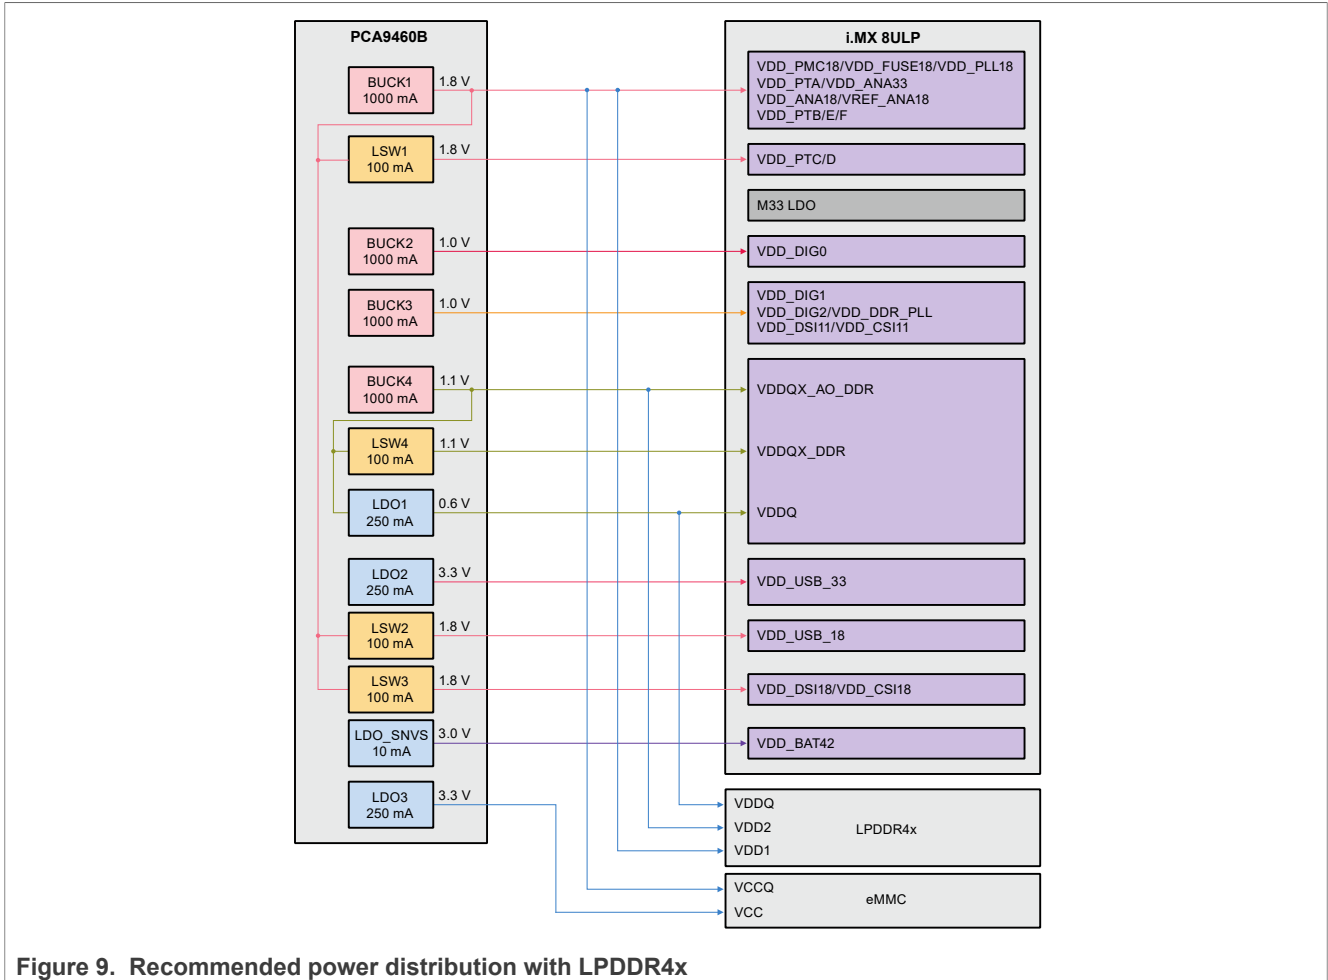 PCA9460B
i.MX 8ULP
BUCK1
1000 mA
1.8 V
VDD_PMC18/VDD_FUSE18/VDD_PLL18
VDD_PTA/VDD_ANA33
VDD_ANA18/VREF_ANA18
VDD_PTB/E/F
LSW1
100 mA
1.8 V
VDD_PTC/D
M33 LDO
BUCK2
1000 mA
1.0 V
VDD_DIG0
BUCK3
1000 mA
1.0 V
VDD_DIG1
VDD_DIG2/VDD_DDR_PLL
VDD_DSI11/VDD_CSI11
BUCK4
1000 mA
1.1 V
VDDQX_AO_DDR
LSW4
100 mA
1.1 V
VDDQX_DDR
LDO1
250 mA
0.6 V
VDDQ
LDO2
250 mA
3.3 V
VDD_USB_33
LSW2
100 mA
1.8 V
VDD_USB_18
LSW3
100 mA
1.8 V
VDD_DSI18/VDD_CSI18
LDO_SNVS
10 mA
3.0 V
VDD_BAT42
LDO3
250 mA
3.3 V
VDDQ
VDD2
VDD1
LPDDR4x
VCCQ
VCC
eMMC
Figure 9. Recommended power distribution with LPDDR4x